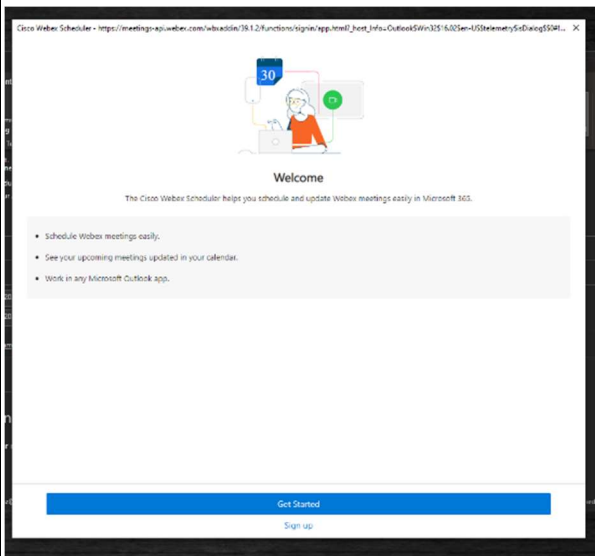 Cisco Webex Scheduler - https://meetings-api.webex.com/wbxaddin/39.1.2/functions/signin/app.html?_host_Info=Outlook$Win32$16.02$en-US$telemetry$isDialog$$0#
30
Welcome
The Cisco Webex Scheduler helps you schedule and update Webex meetings easily in Microsoft 365.
• Schedule Webex meetings easily.
• See your upcoming meetings updated in your calendar.
• Work in any Microsoft Outlook app.
Get Started
Sign up